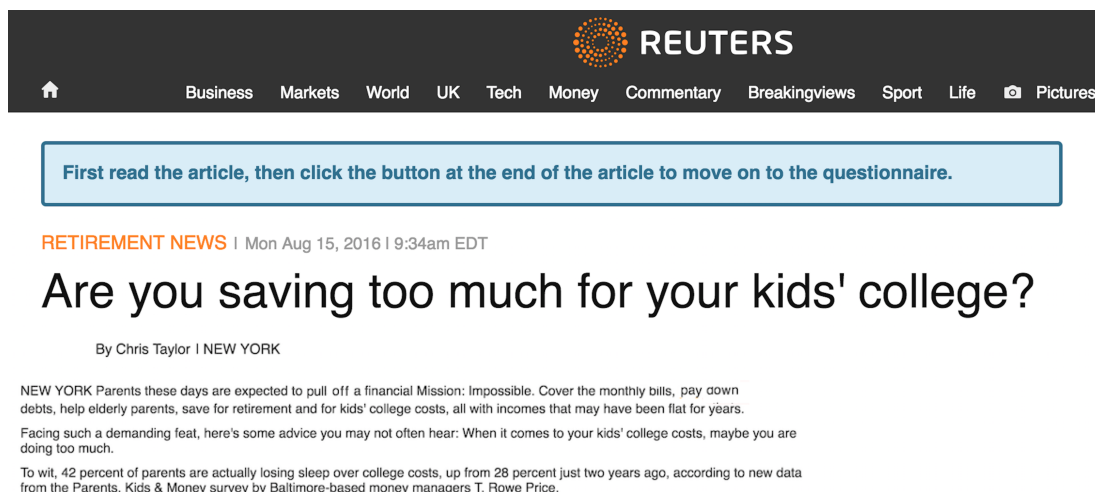 REUTERS
Business Markets World UK Tech Money Commentary Breakingviews Sport Life Pictures
First read the article, then click the button at the end of the article to move on to the questionnaire.
RETIREMENT NEWS | Mon Aug 15, 2016 | 9:34am EDT
Are you saving too much for your kids' college?
By Chris Taylor | NEW YORK
NEW YORK Parents these days are expected to pull off a financial Mission: Impossible. Cover the monthly bills, pay down
debts, help elderly parents, save for retirement and for kids' college costs, all with incomes that may have been flat for years.
Facing such a demanding feat, here's some advice you may not often hear: When it comes to your kids' college costs, maybe you are
doing too much.
To wit, 42 percent of parents are actually losing sleep over college costs, up from 28 percent just two years ago, according to new data
from the Parents, Kids & Money survey by Baltimore-based money managers T. Rowe Price.